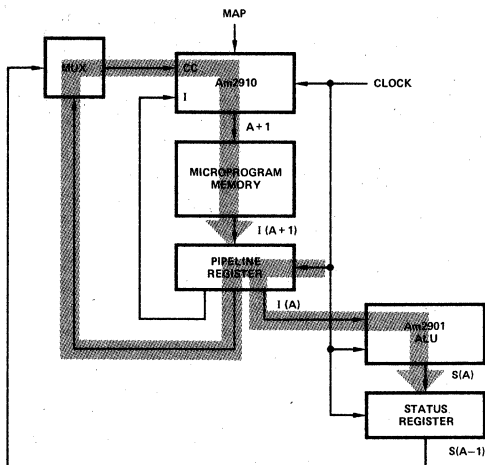 MAP
MUX
CC
Am2910
I
CLOCK
A+1
MICROPROGRAM
MEMORY
I (A+1)
PIPELINE
REGISTER
I (A)
Am2901
ALU
S(A)
STATUS
REGISTER
S(A−1)